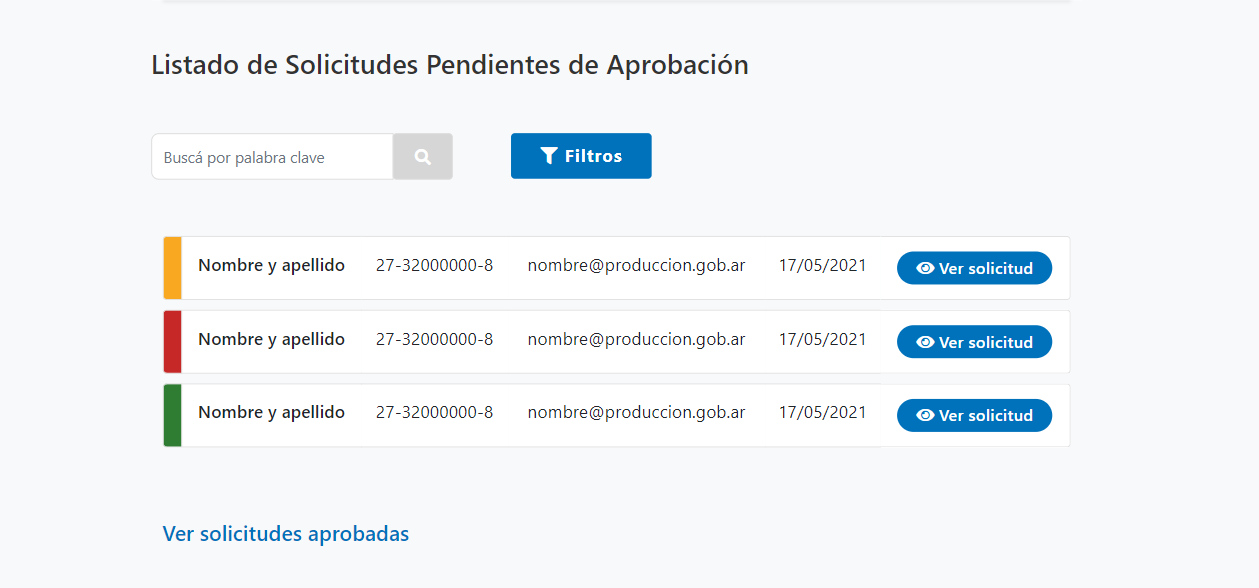 Listado de Solicitudes Pendientes de Aprobación
Buscá por palabra clave
Filtros
Nombre y apellido 27-32000000-8 nombre@produccion.gob.ar 17/05/2021 Ver solicitud
Nombre y apellido 27-32000000-8 nombre@produccion.gob.ar 17/05/2021 Ver solicitud
Nombre y apellido 27-32000000-8 nombre@produccion.gob.ar 17/05/2021 Ver solicitud
Ver solicitudes aprobadas